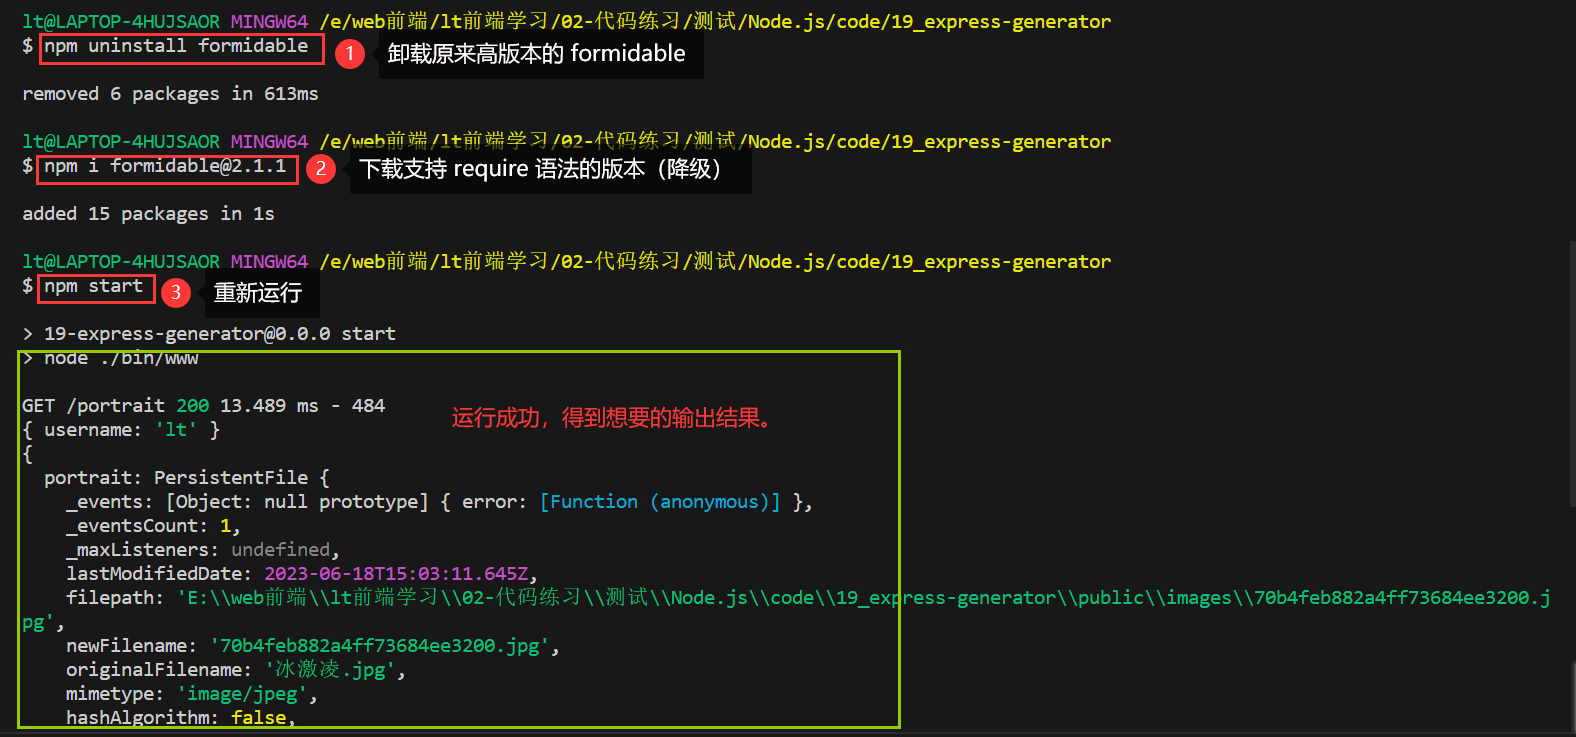 lt@LAPTOP-4HUJSAOR MINGW64 /e/web前端/lt前端学习/02-代码练习/测试/Node.js/code/19_express-generator
$ npm uninstall formidable 1 卸载原来高版本的 formidable
removed 6 packages in 613ms
lt@LAPTOP-4HUJSAOR MINGW64 /e/web前端/lt前端学习/02-代码练习/测试/Node.js/code/19_express-generator
$ npm i formidable@2.1.1 2 下载支持 require 语法的版本（降级）
added 15 packages in 1s
lt@LAPTOP-4HUJSAOR MINGW64 /e/web前端/lt前端学习/02-代码练习/测试/Node.js/code/19_express-generator
$ npm start 3 重新运行
> 19-express-generator@0.0.0 start
> node ./bin/www
GET /portrait 200 13.489 ms - 484
运行成功，得到想要的输出结果。
{ username: 'lt' }
{
portrait: PersistentFile {
_events: [Object: null prototype] { error: [Function (anonymous)] },
_eventsCount: 1,
_maxListeners: undefined,
lastModifiedDate: 2023-06-18T15:03:11.645Z,
filepath: 'E:\\web前端\\lt前端学习\\02-代码练习\\测试\\Node.js\\code\\19_express-generator\\public\\images\\70b4feb882a4ff73684ee3200.j
pg',
newFilename: '70b4feb882a4ff73684ee3200.jpg',
originalFilename: '冰激凌.jpg',
mimetype: 'image/jpeg',
hashAlgorithm: false,